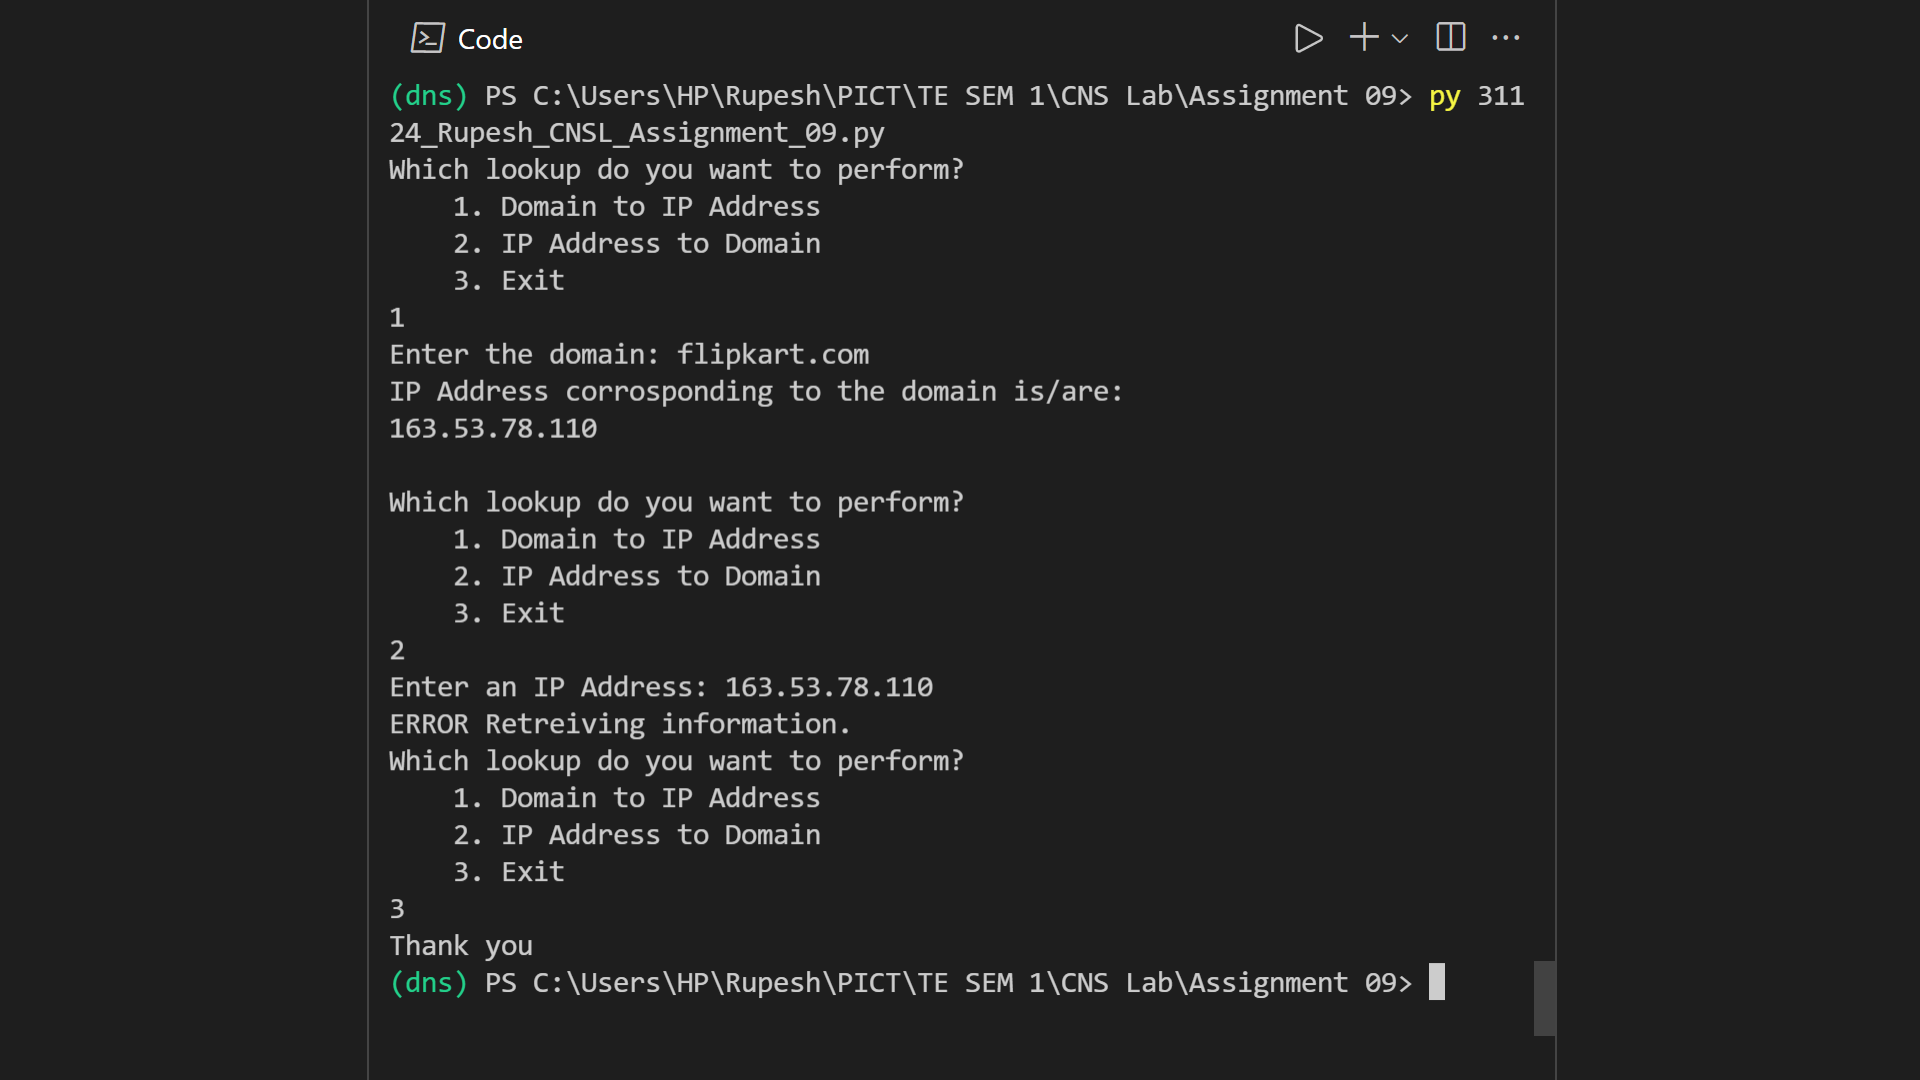 Code
(dns) PS C:\Users\HP\Rupesh\PICT\TE SEM 1\CNS Lab\Assignment 09> py 311
24_Rupesh_CNSL_Assignment_09.py
Which lookup do you want to perform?
    1. Domain to IP Address
    2. IP Address to Domain
    3. Exit
1
Enter the domain: flipkart.com
IP Address corrosponding to the domain is/are:
163.53.78.110

Which lookup do you want to perform?
    1. Domain to IP Address
    2. IP Address to Domain
    3. Exit
2
Enter an IP Address: 163.53.78.110
ERROR Retreiving information.
Which lookup do you want to perform?
    1. Domain to IP Address
    2. IP Address to Domain
    3. Exit
3
Thank you
(dns) PS C:\Users\HP\Rupesh\PICT\TE SEM 1\CNS Lab\Assignment 09>